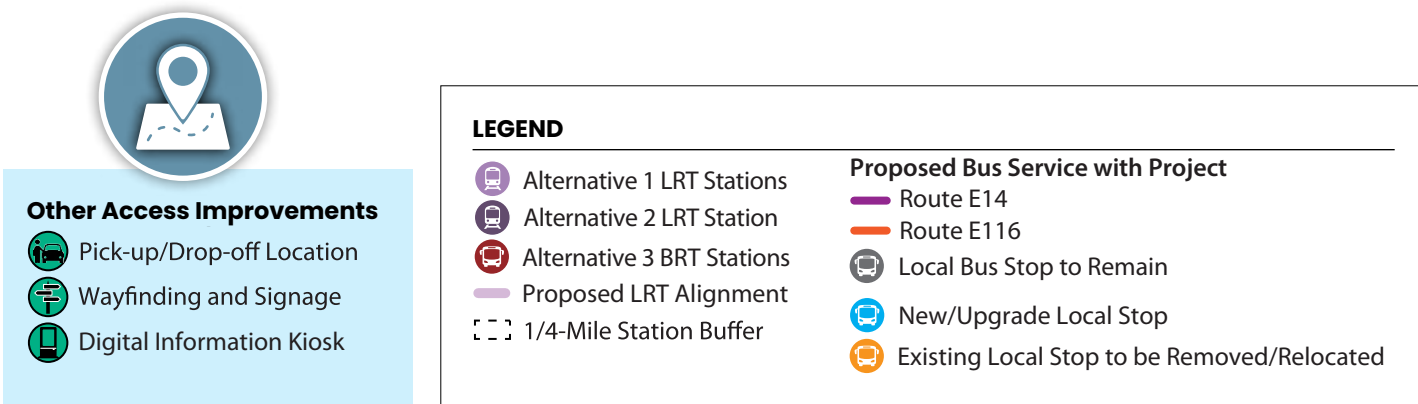 Other Access Improvements
Pick-up/Drop-off Location
Wayfinding and Signage
Digital Information Kiosk
LEGEND
Alternative 1 LRT Stations
Alternative 2 LRT Station
Alternative 3 BRT Stations
Proposed LRT Alignment
1/4-Mile Station Buffer
Proposed Bus Service with Project
Route E14
Route E116
Local Bus Stop to Remain
New/Upgrade Local Stop
Existing Local Stop to be Removed/Relocated